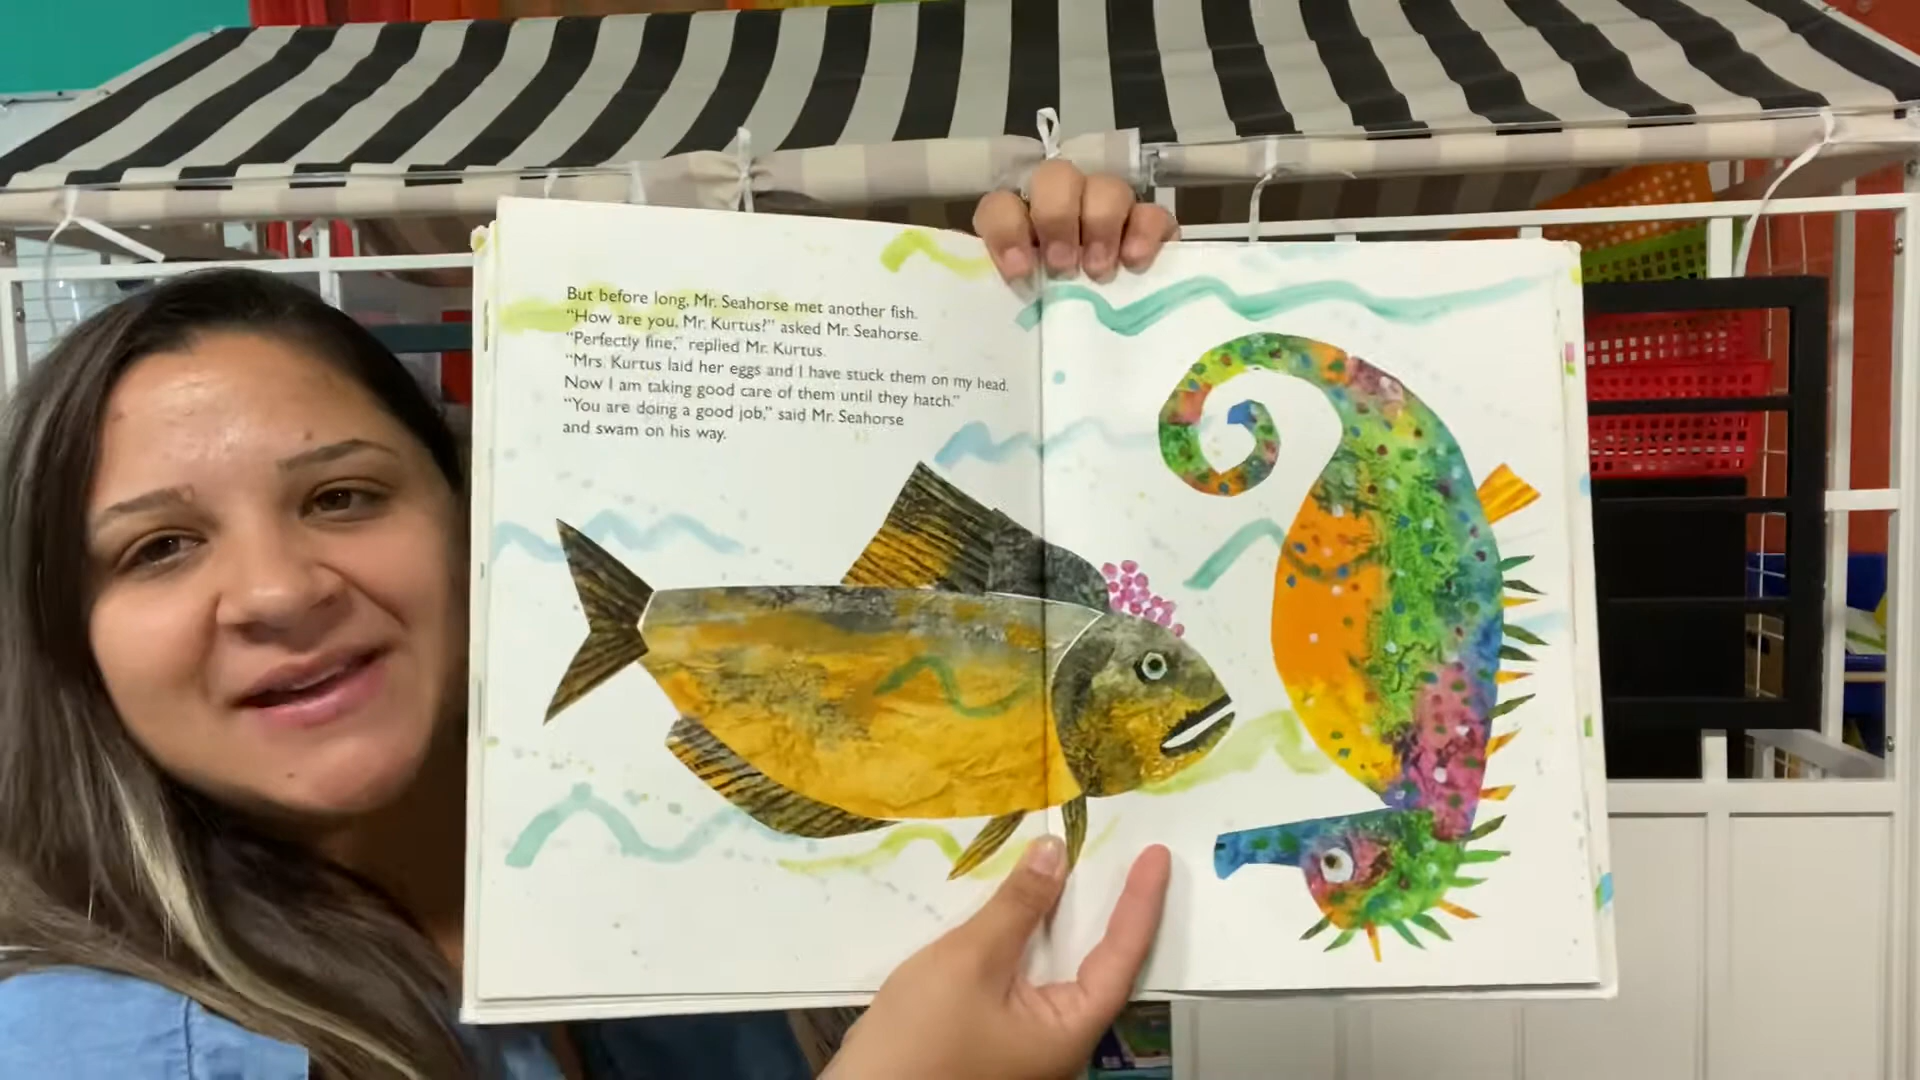 But before long, Mr. Seahorse met another fish.
“How are you, Mr. Kurtus?” asked Mr. Seahorse.
“Perfectly fine,” replied Mr. Kurtus.
“Mrs. Kurtus laid her eggs and I have stuck them on my head.
Now I am taking good care of them until they hatch.”
“You are doing a good job,” said Mr. Seahorse
and swam on his way.